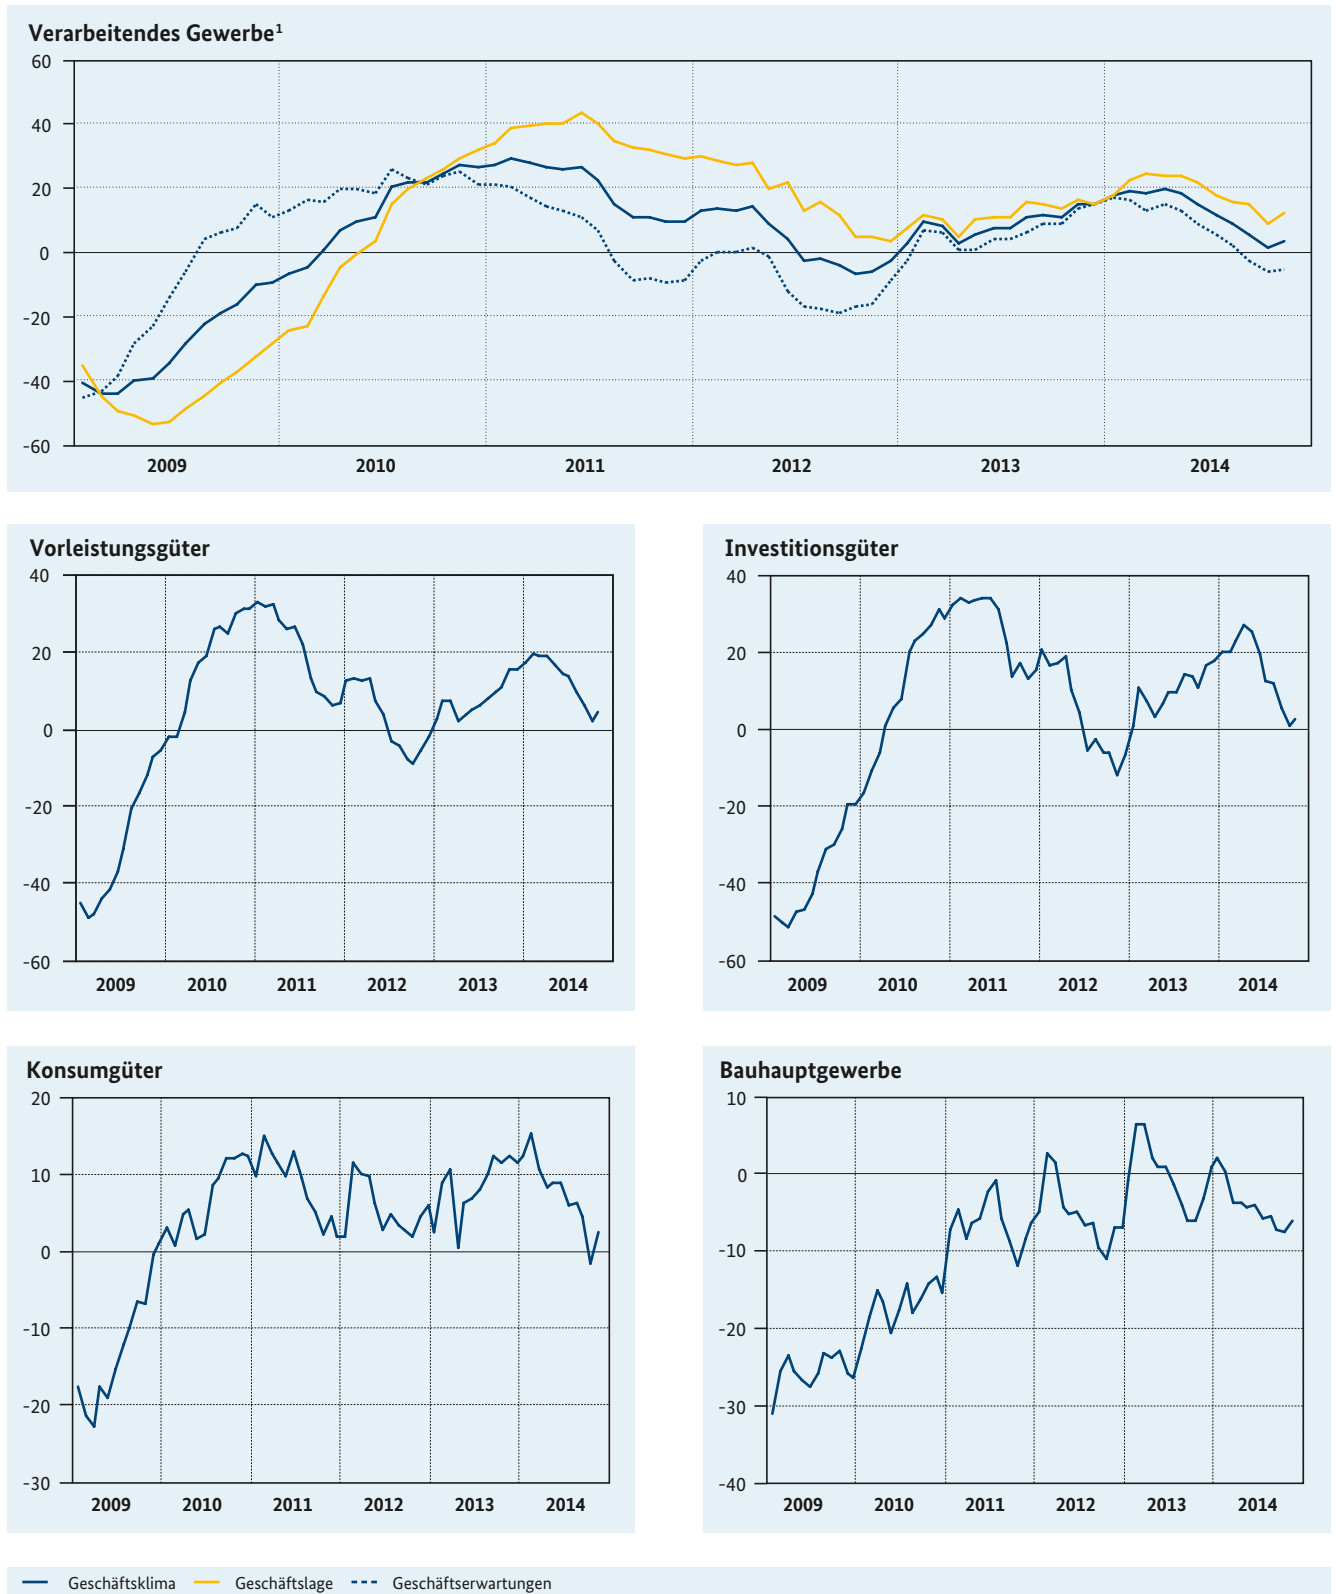 Verarbeitendes Gewerbe¹
60
40
20
0
-20
-40
-60
2009 2010 2011 2012 2013 2014
Vorleistungsgüter
40
20
0
-20
-40
-60
2009 2010 2011 2012 2013 2014
Investitionsgüter
40
20
0
-20
-40
-60
2009 2010 2011 2012 2013 2014
Konsumgüter
20
10
0
-10
-20
-30
2009 2010 2011 2012 2013 2014
Bauhauptgewerbe
10
0
-10
-20
-30
-40
2009 2010 2011 2012 2013 2014
Geschäftsklima Geschäftslage Geschäftserwartungen